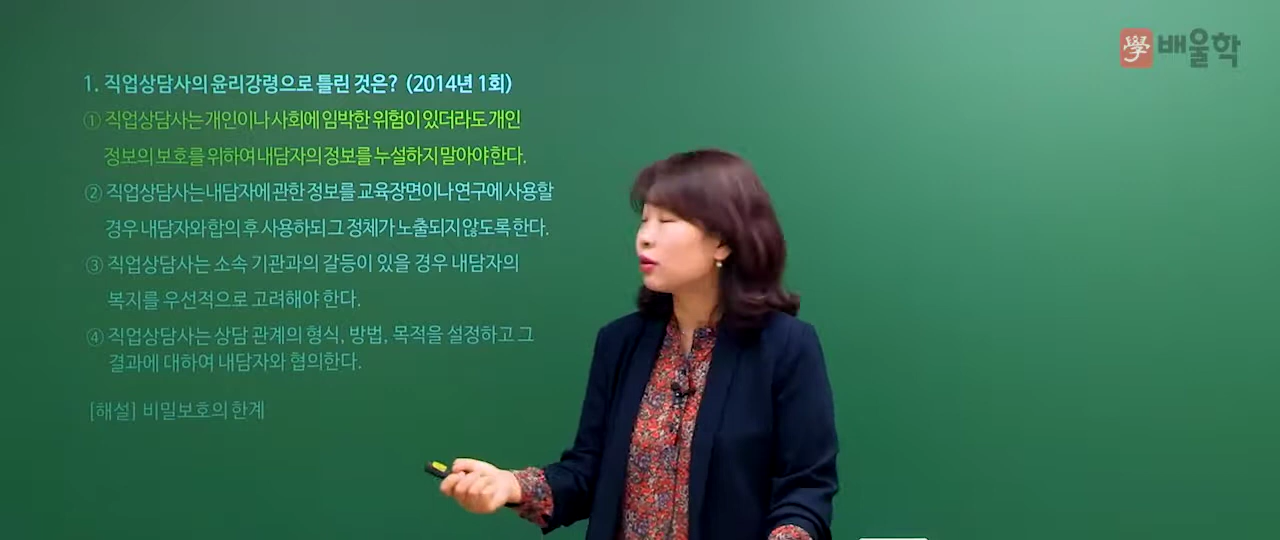 學 배울학
1. 직업상담사의 윤리강령으로 틀린 것은? (2014년 1회)
① 직업상담사는 개인이나 사회에 임박한 위험이 있더라도 개인
정보의 보호를 위하여 내담자의 정보를 누설하지 말아야 한다.
② 직업상담사는 내담자에 관한 정보를 교육장면이나 연구에 사용할
경우 내담자와 합의 후 사용하되 그 정체가 노출되지 않도록 한다.
③ 직업상담사는 소속 기관과의 갈등이 있을 경우 내담자의
복지를 우선적으로 고려해야 한다.
④ 직업상담사는 상담 관계의 형식, 방법, 목적을 설정하고 그
결과에 대하여 내담자와 협의한다.
[해설] 비밀보호의 한계